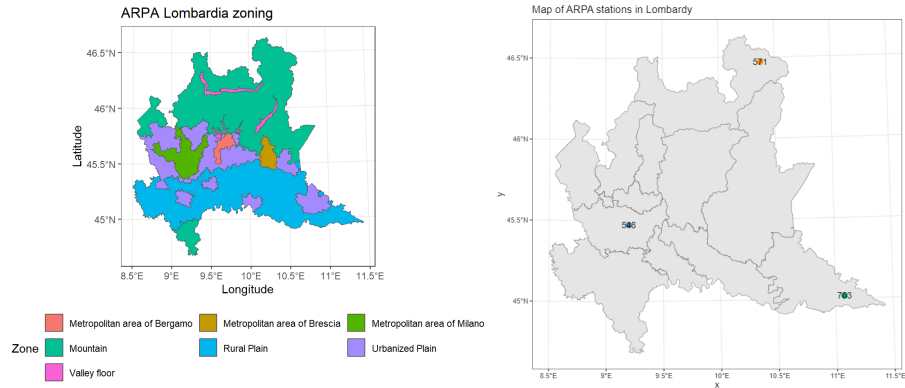 ARPA Lombardia zoning
46.5°N
46°N
45.5°N
45°N
Latitude
8.5°E 9°E 9.5°E 10°E 10.5°E 11°E 11.5°E
Longitude
Zone
Metropolitan area of Bergamo
Metropolitan area of Brescia
Metropolitan area of Milano
Mountain
Rural Plain
Urbanized Plain
Valley floor
Map of ARPA stations in Lombardy
46.5°N
46°N
45.5°N
45°N
y
571
8.5°E 9°E 9.5°E 10°E 10.5°E 11°E 11.5°E
x